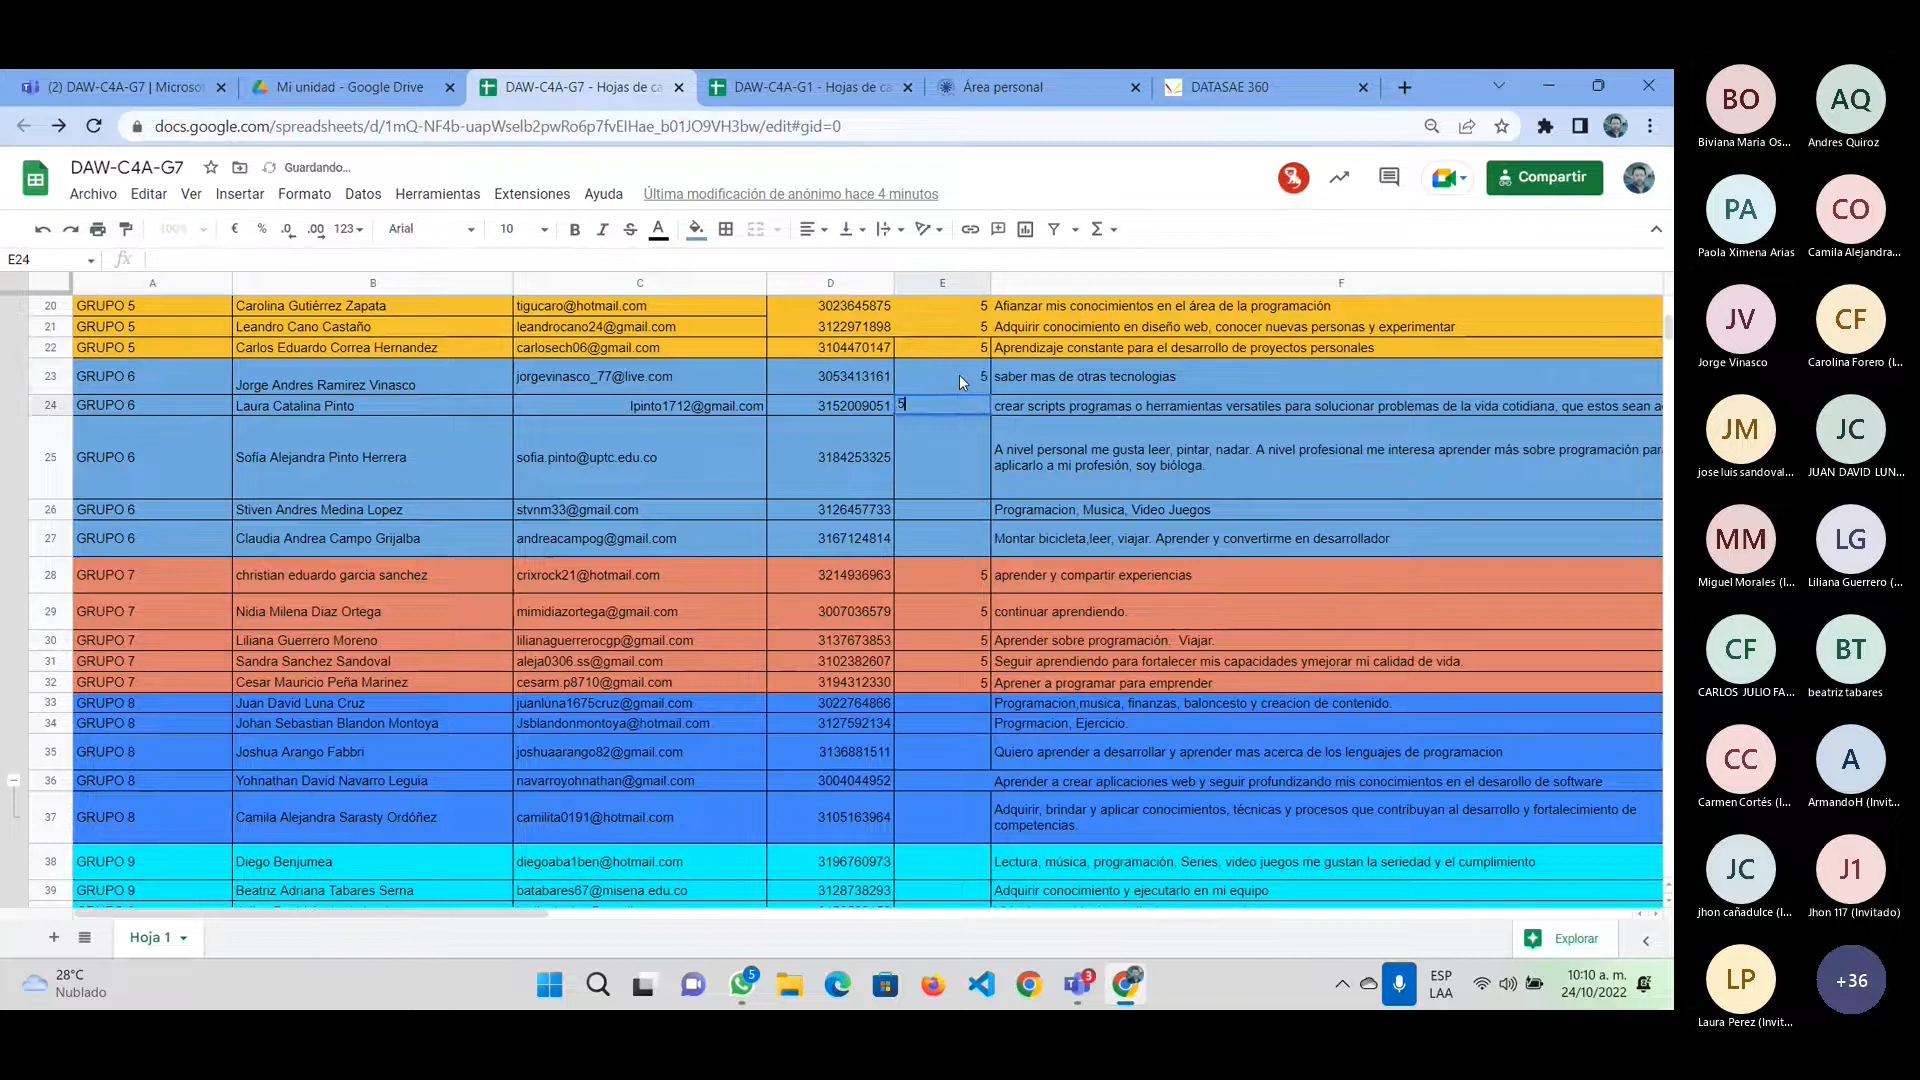 (2) DAW-C4A-G7 | Microsof
Mi unidad - Google Drive
DAW-C4A-G7 - Hojas de ca
DAW-C4A-G1 - Hojas de ca
Área personal
DATASAE 360
docs.google.com/spreadsheets/d/1mQ-NF4b-uapWselb2pwRo6p7fvEIHae_b01JO9VH3bw/edit#gid=0
DAW-C4A-G7
Guardando...
Compartir
Archivo Editar Ver Insertar Formato Datos Herramientas Extensiones Ayuda Última modificación de anónimo hace 4 minutos
100% € % .0 .00 123 Arial 10
E24
A B C D E F
20 GRUPO 5 Carolina Gutiérrez Zapata tigucaro@hotmail.com 3023645875 5 Afianzar mis conocimientos en el área de la programación
21 GRUPO 5 Leandro Cano Castaño leandrocano24@gmail.com 3122971898 5 Adquirir conocimiento en diseño web, conocer nuevas personas y experimentar
22 GRUPO 5 Carlos Eduardo Correa Hernandez carlosech06@gmail.com 3104470147 5 Aprendizaje constante para el desarrollo de proyectos personales
23 GRUPO 6 Jorge Andres Ramirez Vinasco jorgevinasco_77@live.com 3053413161 5 saber mas de otras tecnologias
24 GRUPO 6 Laura Catalina Pinto lpinto1712@gmail.com 3152009051 5 crear scripts programas o herramientas versatiles para solucionar problemas de la vida cotidiana, que estos sean a
25 GRUPO 6 Sofía Alejandra Pinto Herrera sofia.pinto@uptc.edu.co 3184253325 A nivel personal me gusta leer, pintar, nadar. A nivel profesional me interesa aprender más sobre programación par
aplicarlo a mi profesión, soy bióloga.
26 GRUPO 6 Stiven Andres Medina Lopez stvnm33@gmail.com 3126457733 Programacion, Musica, Video Juegos
27 GRUPO 6 Claudia Andrea Campo Grijalba andreacampog@gmail.com 3167124814 Montar bicicleta,leer, viajar. Aprender y convertirme en desarrollador
28 GRUPO 7 christian eduardo garcia sanchez crixrock21@hotmail.com 3214936963 5 aprender y compartir experiencias
29 GRUPO 7 Nidia Milena Diaz Ortega mimidiazortega@gmail.com 3007036579 5 continuar aprendiendo.
30 GRUPO 7 Liliana Guerrero Moreno lilianaguerrerocgp@gmail.com 3137673853 5 Aprender sobre programación. Viajar.
31 GRUPO 7 Sandra Sanchez Sandoval aleja0306.ss@gmail.com 3102382607 5 Seguir aprendiendo para fortalecer mis capacidades ymejorar mi calidad de vida.
32 GRUPO 7 Cesar Mauricio Peña Marinez cesarm.p8710@gmail.com 3194312330 5 Aprener a programar para emprender
33 GRUPO 8 Juan David Luna Cruz juanluna1675cruz@gmail.com 3022764866 Programacion,musica, finanzas, baloncesto y creacion de contenido.
34 GRUPO 8 Johan Sebastian Blandon Montoya Jsblandonmontoya@hotmail.com 3127592134 Progrmacion, Ejercicio.
35 GRUPO 8 Joshua Arango Fabbri joshuaarango82@gmail.com 3136881511 Quiero aprender a desarrollar y aprender mas acerca de los lenguajes de programacion
36 GRUPO 8 Yohnathan David Navarro Leguia navarroyohnathan@gmail.com 3004044952 Aprender a crear aplicaciones web y seguir profundizando mis conocimientos en el desarollo de software
37 GRUPO 8 Camila Alejandra Sarasty Ordóñez camilita0191@hotmail.com 3105163964 Adquirir, brindar y aplicar conocimientos, técnicas y procesos que contribuyan al desarrollo y fortalecimiento de
competencias.
38 GRUPO 9 Diego Benjumea diegoaba1ben@hotmail.com 3196760973 Lectura, música, programación, Series, video juegos me gustan la seriedad y el cumplimiento
39 GRUPO 9 Beatriz Adriana Tabares Serna batabares67@misena.edu.co 3128738293 Adquirir conocimiento y ejecutarlo en mi equipo
Hoja 1
Explorar
28°C
Nublado
5
3
ESP
LAA
10:10 a. m.
24/10/2022
BO AQ
Biviana Maria Os... Andres Quiroz
PA CO
Paola Ximena Arias Camila Alejandra...
JV CF
Jorge Vinasco Carolina Forero (I...
JM JC
jose luis sandoval... JUAN DAVID LUN...
MM LG
Miguel Morales (I... Liliana Guerrero (...
CF BT
CARLOS JULIO FA... beatriz tabares
CC A
Carmen Cortés (I... ArmandoH (Invit...
JC J1
jhon cañadulce (I... Jhon 117 (Invitado)
LP +36
Laura Perez (Invit...